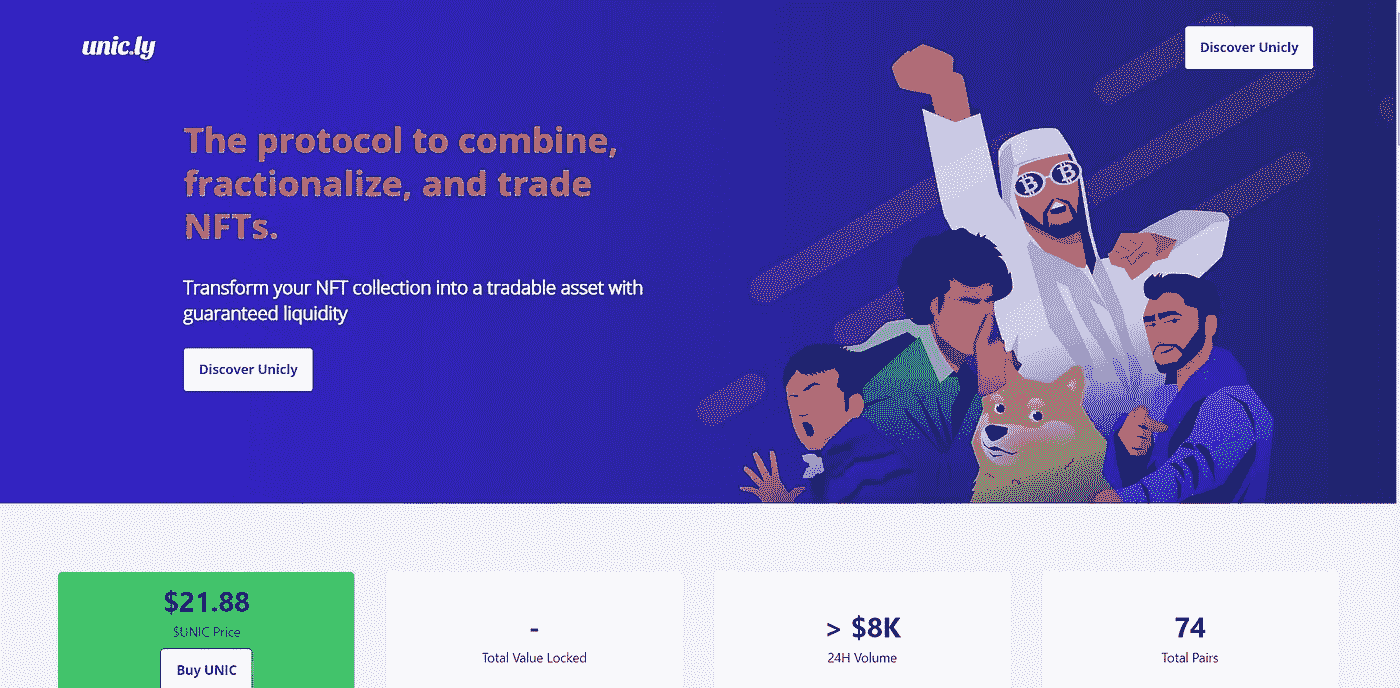 unic.ly
Discover Unicly
The protocol to combine,
fractionalize, and trade
NFTs.
Transform your NFT collection into a tradable asset with
guaranteed liquidity
Discover Unicly
$21.88
$UNIC Price
Buy UNIC
-
Total Value Locked
> $8K
24H Volume
74
Total Pairs